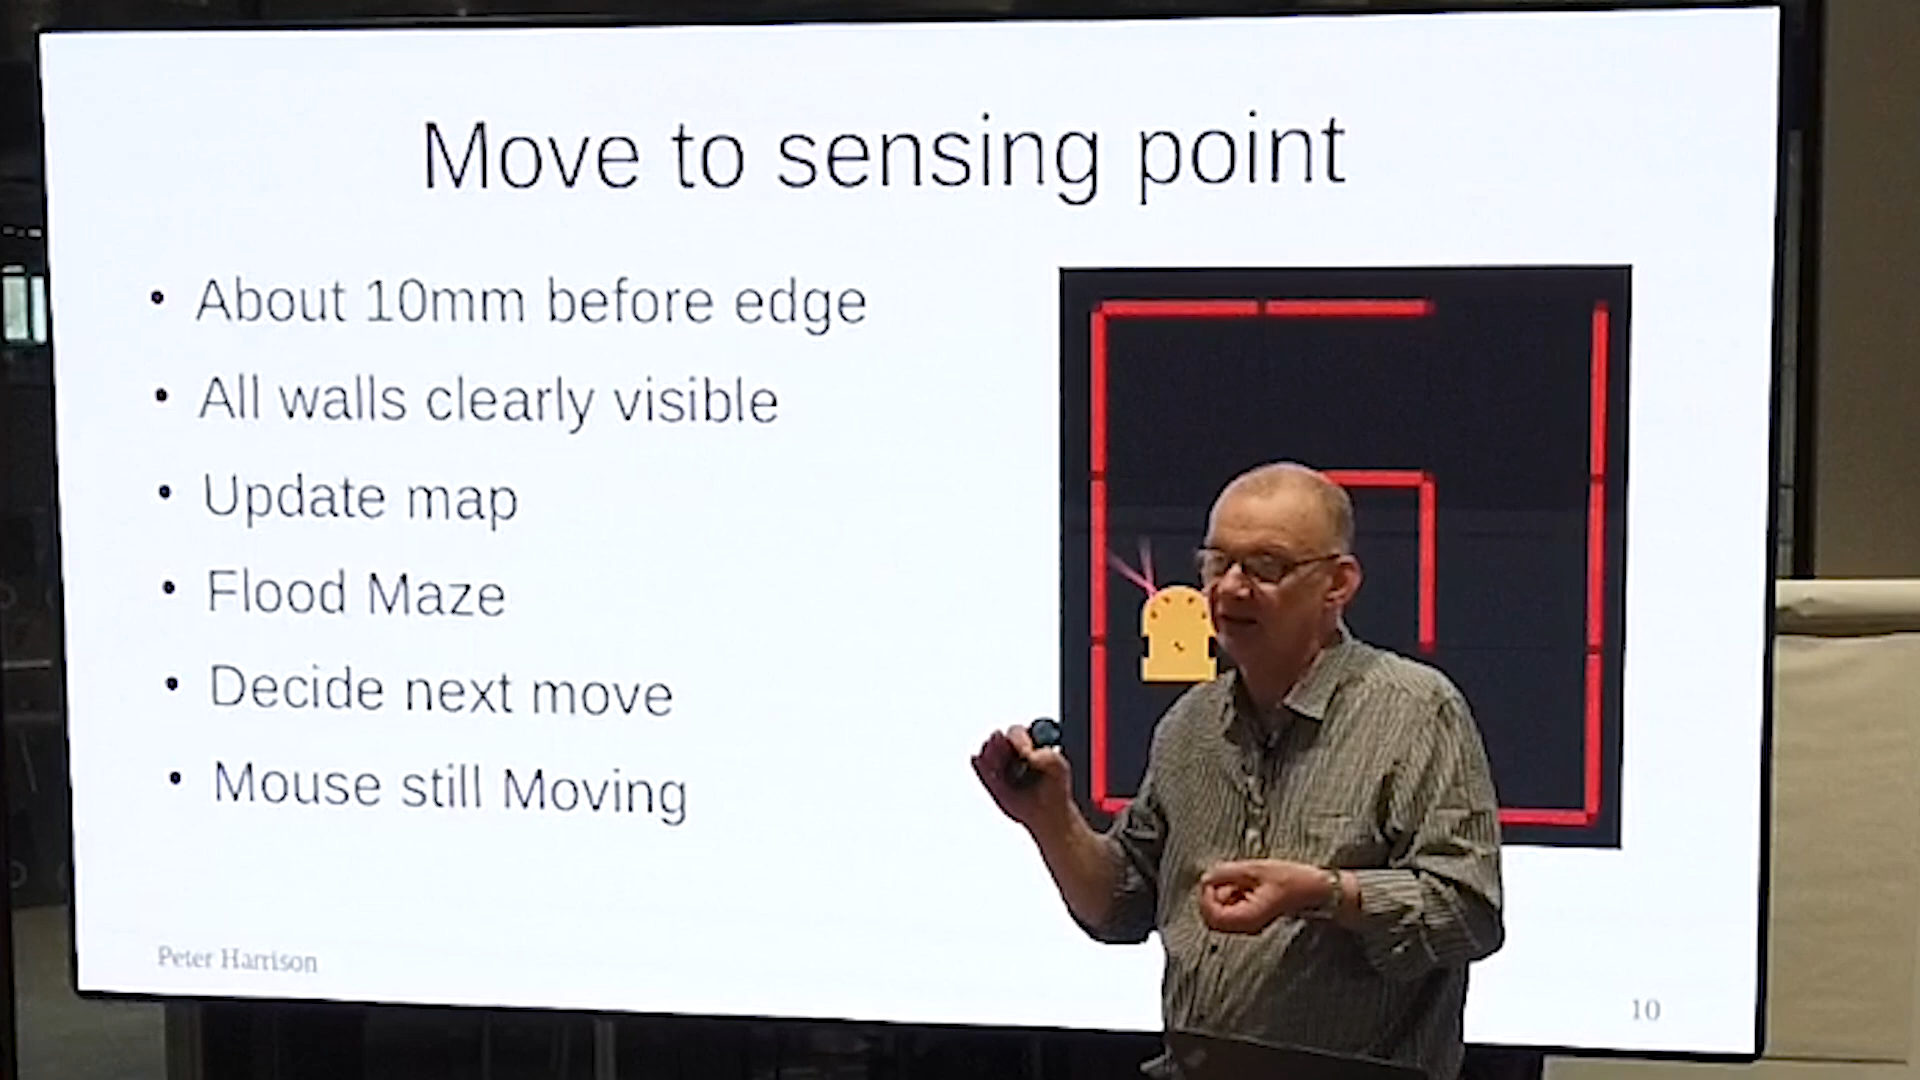 Move to sensing point
• About 10mm before edge
• All walls clearly visible
• Update map
• Flood Maze
• Decide next move
• Mouse still Moving
Peter Harrison
10